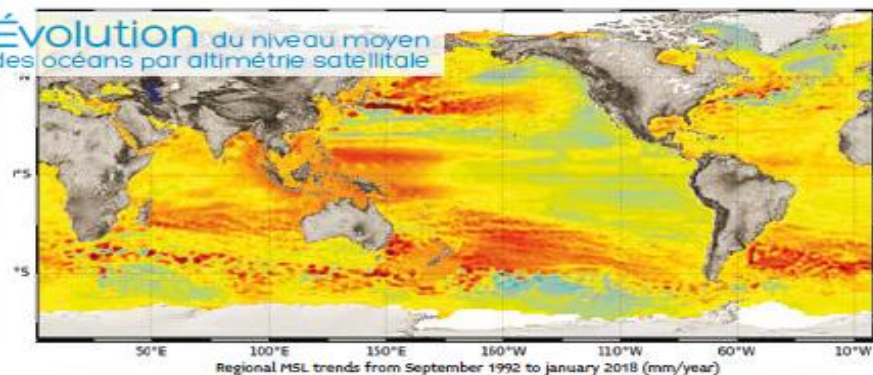 Évolution du niveau moyen
des océans par altimétrie satellitale
N
1°S
°S
50°E 100°E 150°E 160°W 110°W 60°W 10°W
Regional MSL trends from September 1992 to january 2018 (mm/year)